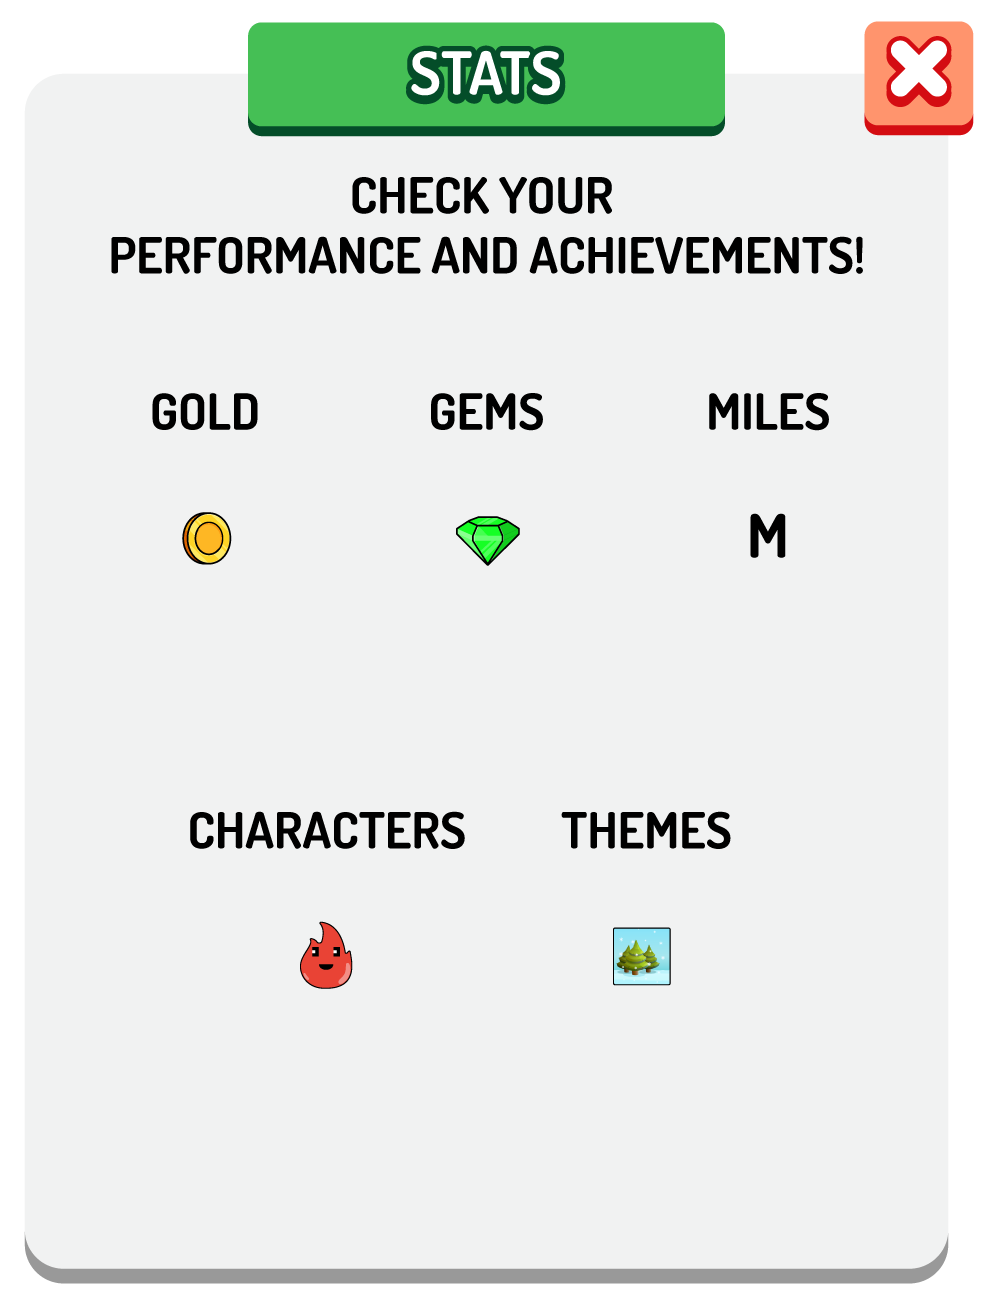 STATS
CHECK YOUR
PERFORMANCE AND ACHIEVEMENTS!
GOLD
GEMS
MILES
M
CHARACTERS
THEMES